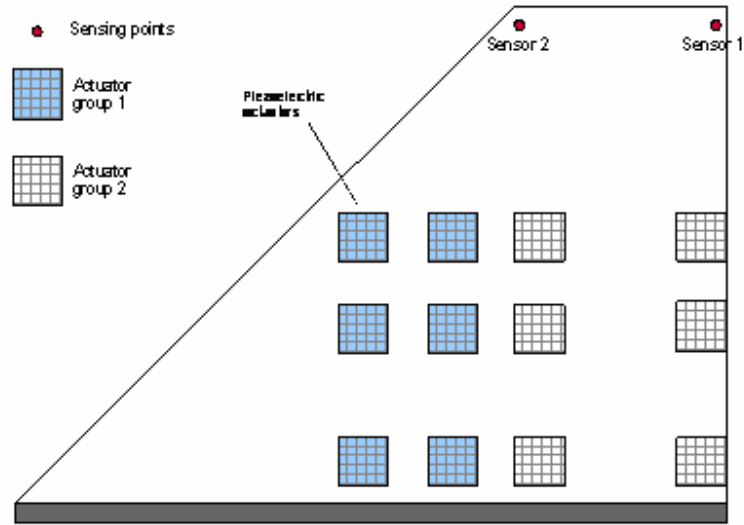 Sensing points
Sensor 2
Sensor 1
Actuator
group 1
Piezoelectric
actuators
Actuator
group 2